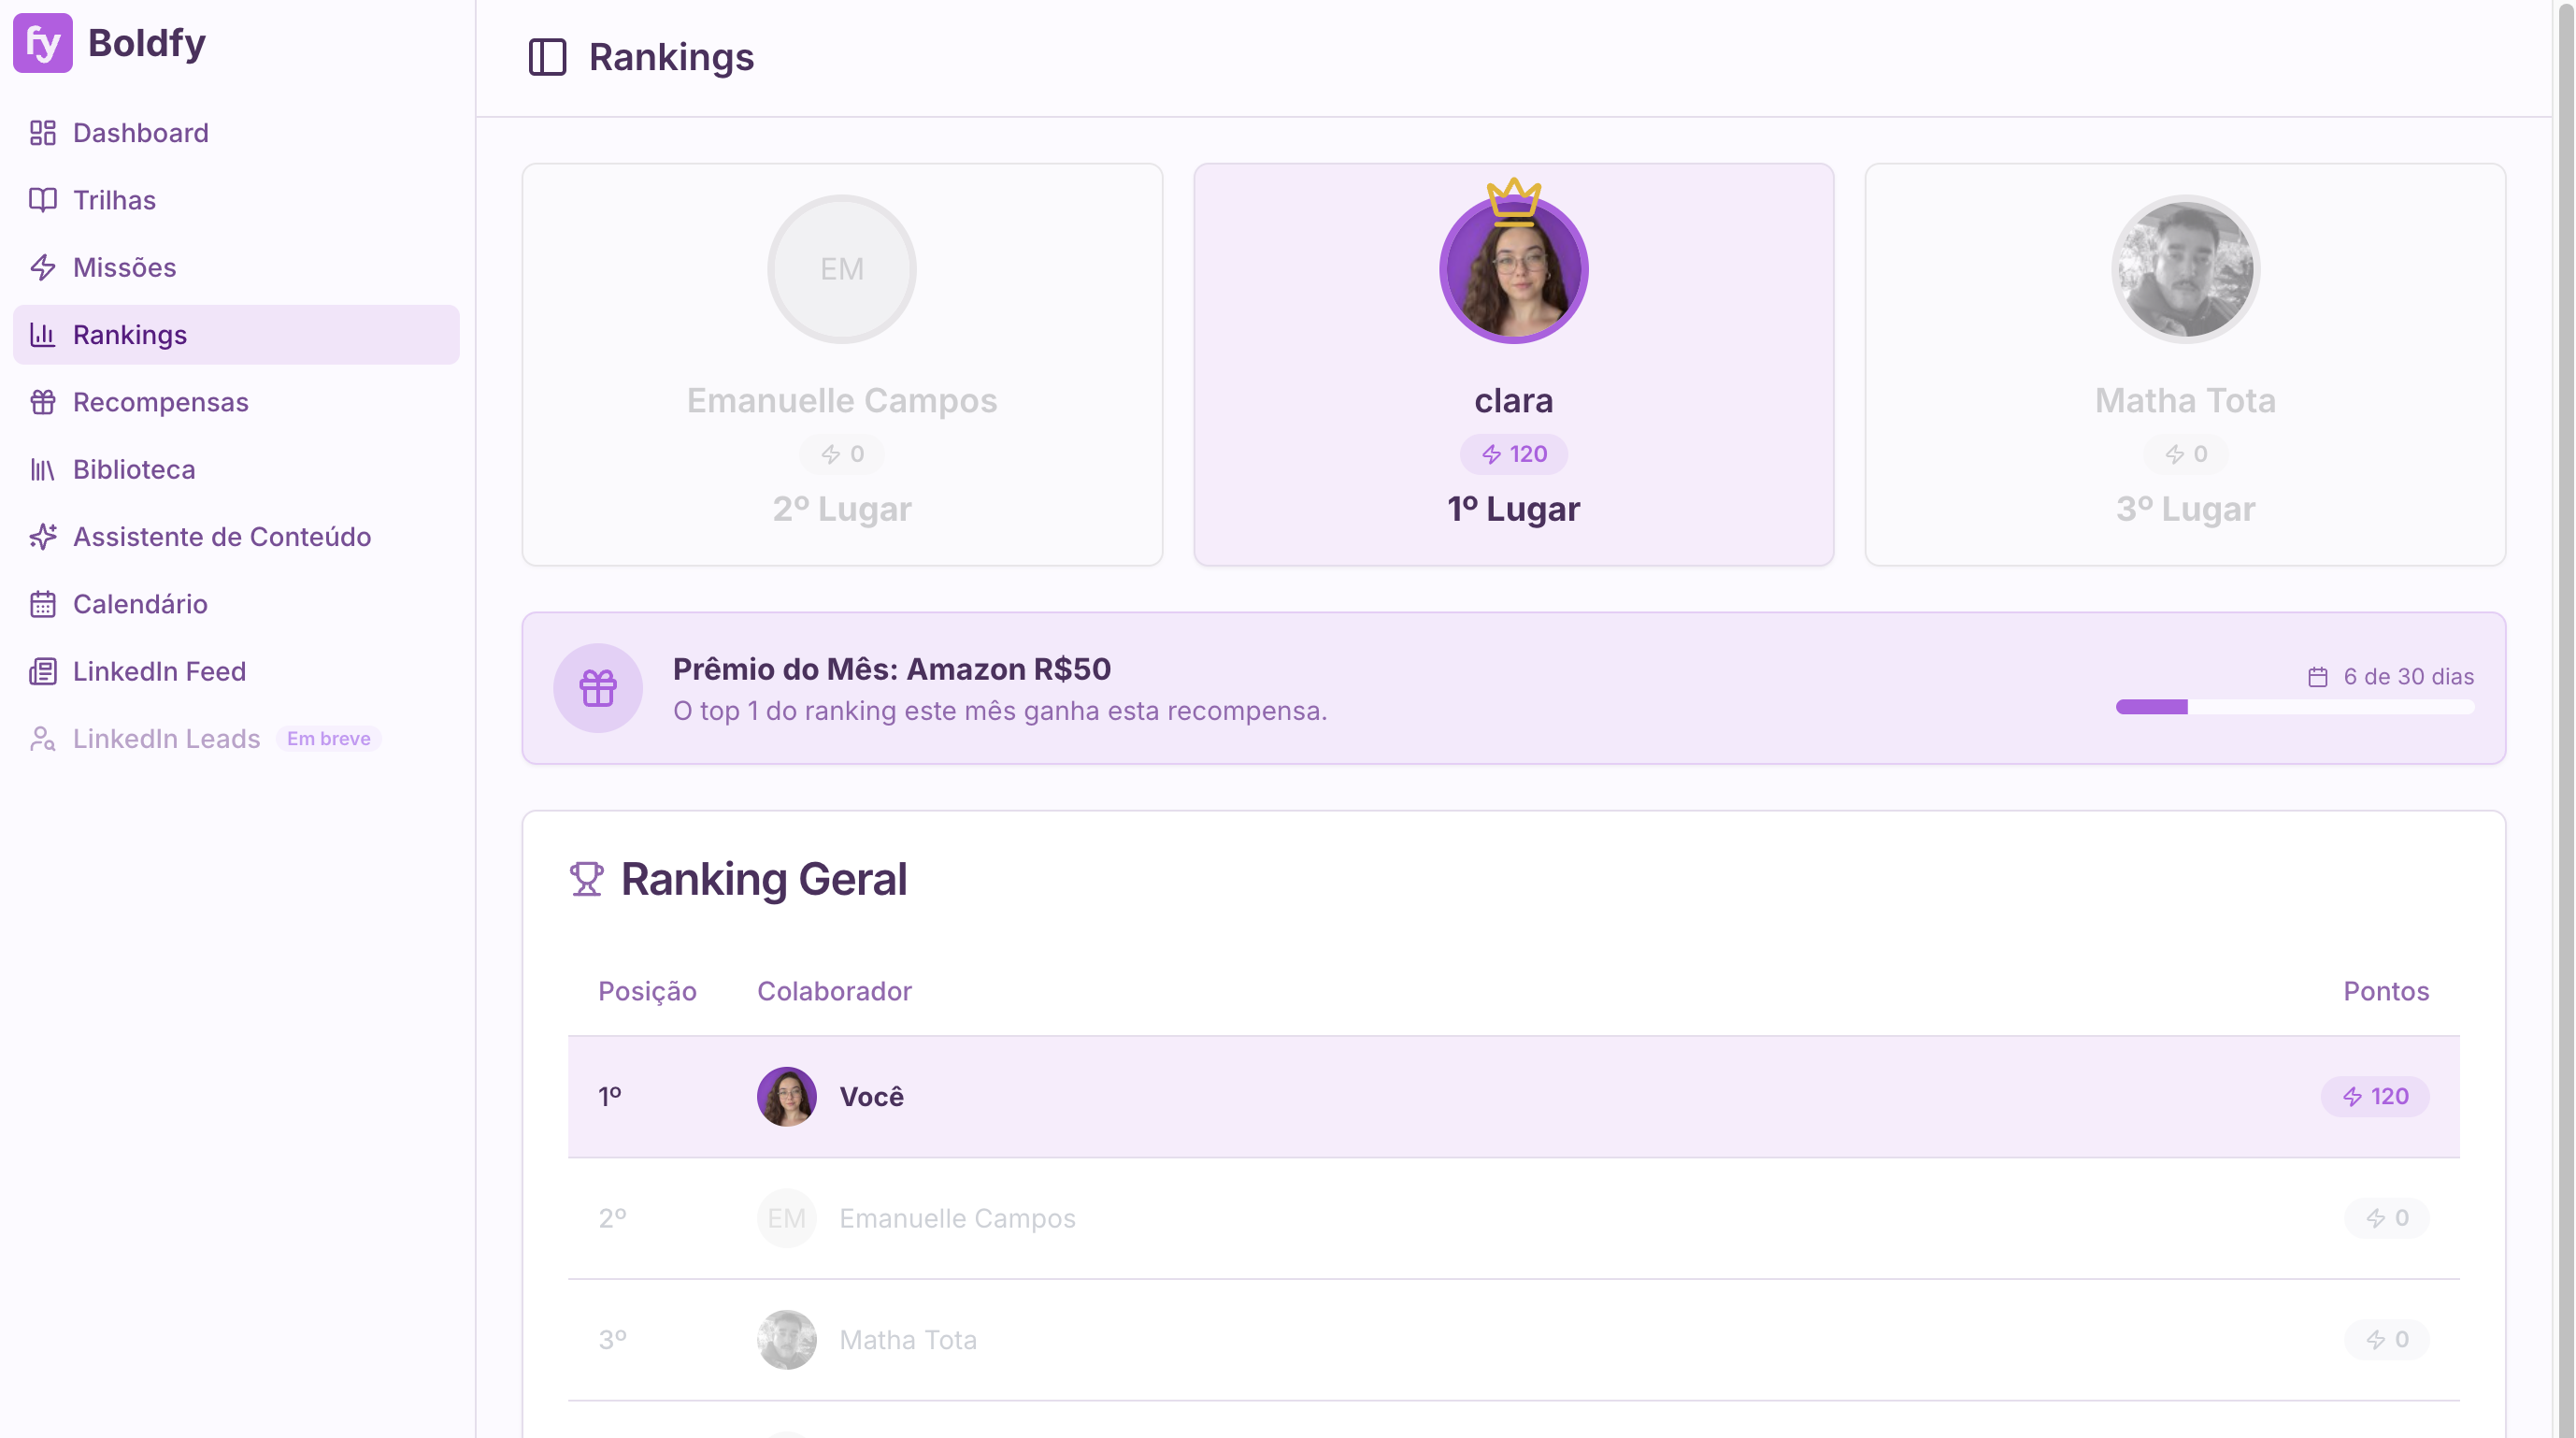 fy Boldfy
Dashboard
Trilhas
Missões
Rankings
Recompensas
Biblioteca
Assistente de Conteúdo
Calendário
LinkedIn Feed
LinkedIn Leads Em breve
Rankings
EM
Emanuelle Campos
0
2º Lugar
clara
120
1º Lugar
Matha Tota
0
3º Lugar
Prêmio do Mês: Amazon R$50
O top 1 do ranking este mês ganha esta recompensa.
6 de 30 dias
Ranking Geral
Posição Colaborador Pontos
1º Você 120
2º EM Emanuelle Campos 0
3º Matha Tota 0